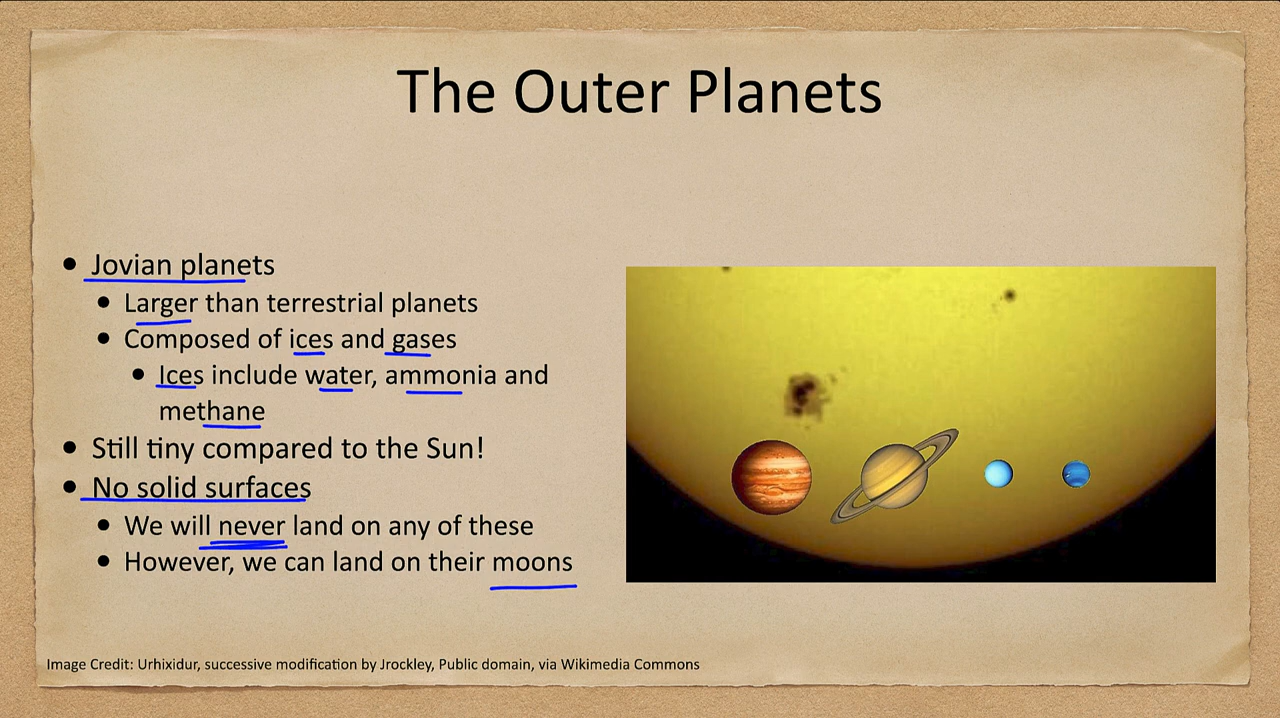 The Outer Planets
• Jovian planets
• Larger than terrestrial planets
• Composed of ices and gases
• Ices include water, ammonia and
methane
• Still tiny compared to the Sun!
• No solid surfaces
• We will never land on any of these
• However, we can land on their moons
Image Credit: Urhixidur, successive modification by Jrockley, Public domain, via Wikimedia Commons